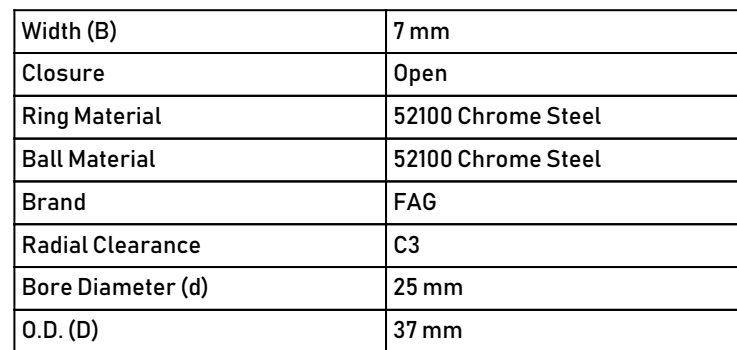 Width (B) 7 mm
Closure Open
Ring Material 52100 Chrome Steel
Ball Material 52100 Chrome Steel
Brand FAG
Radial Clearance C3
Bore Diameter (d) 25 mm
O.D. (D) 37 mm